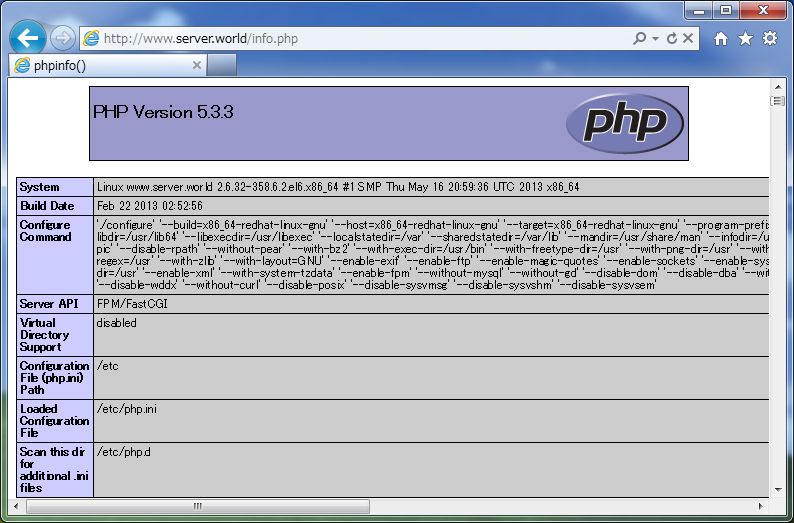 http://www.server.world/info.php
phpinfo()
PHP Version 5.3.3
php
System
Linux www.server.world 2.6.32-358.6.2.el6.x86_64 #1 SMP Thu May 16 20:59:36 UTC 2013 x86_64
Build Date
Feb 22 2013 02:52:56
Configure
Command
'./configure' '--build=x86_64-redhat-linux-gnu' '--host=x86_64-redhat-linux-gnu' '--target=x86_64-redhat-linux-gnu' '--program-prefix
libdir=/usr/lib64' '--libexecdir=/usr/libexec' '--localstatedir=/var' '--sharedstatedir=/var/lib' '--mandir=/usr/share/man' '--infodir=/u
pic' '--disable-rpath' '--without-pear' '--with-bz2' '--with-exec-dir=/usr/bin' '--with-freetype-dir=/usr' '--with-png-dir=/usr' '--with
regex=/usr' '--with-zlib' '--with-layout=GNU' '--enable-exif' '--enable-ftp' '--enable-magic-quotes' '--enable-sockets' '--enable-sys
dir=/usr' '--enable-xml' '--with-system-tzdata' '--enable-fpm' '--without-mysql' '--without-gd' '--disable-dom' '--disable-dba' '--wit
'--disable-wddx' '--without-curl' '--disable-posix' '--disable-sysvmsg' '--disable-sysvshm' '--disable-sysvsem'
Server API
FPM/FastCGI
Virtual
Directory
Support
disabled
Configuration
File (php.ini)
Path
/etc
Loaded
Configuration
File
/etc/php.ini
Scan this dir
for
additional .ini
files
/etc/php.d